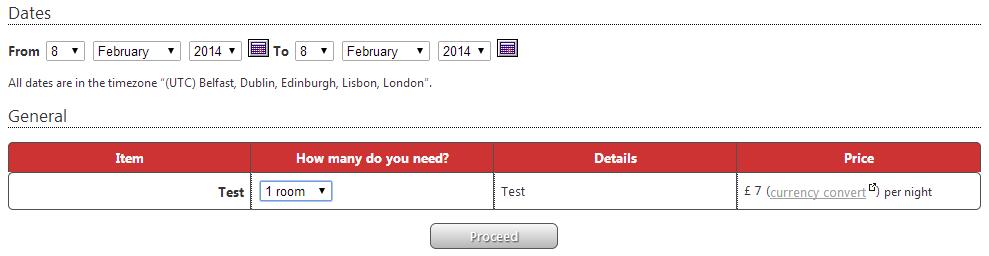 Dates
From 8 February 2014 To 8 February 2014
All dates are in the timezone "(UTC) Belfast, Dublin, Edinburgh, Lisbon, London".
General
Item How many do you need? Details Price
Test 1 room Test £ 7 (currency convert) per night
Proceed